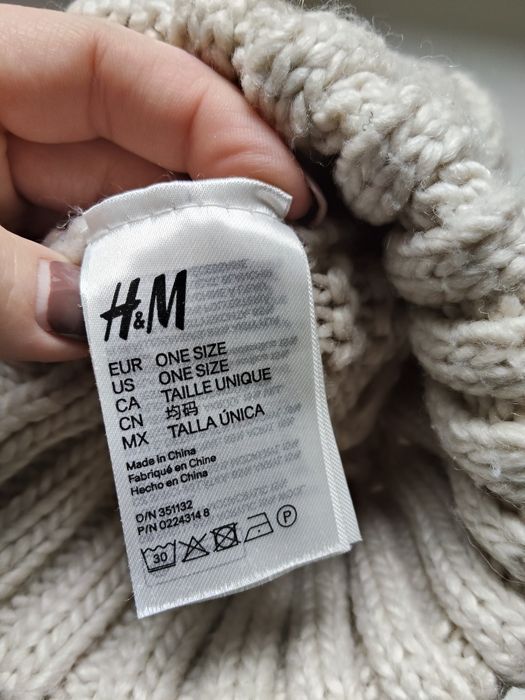 H&M
EUR ONE SIZE
US ONE SIZE
CA TAILLE UNIQUE
CN 均码
MX TALLA ÚNICA
Made in China
Fabriqué en Chine
Hecho en China
O/N 351132
P/N 0224314 8
30 P